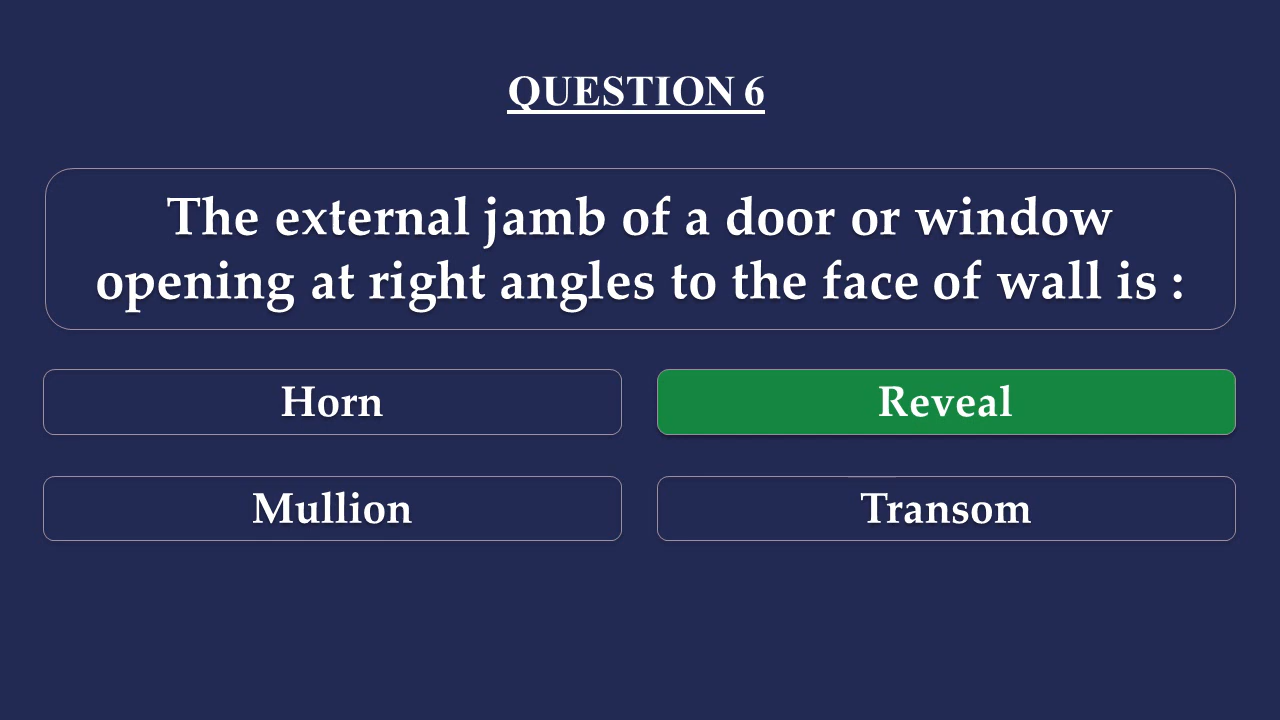 QUESTION 6
The external jamb of a door or window
opening at right angles to the face of wall is :
Horn
Reveal
Mullion
Transom